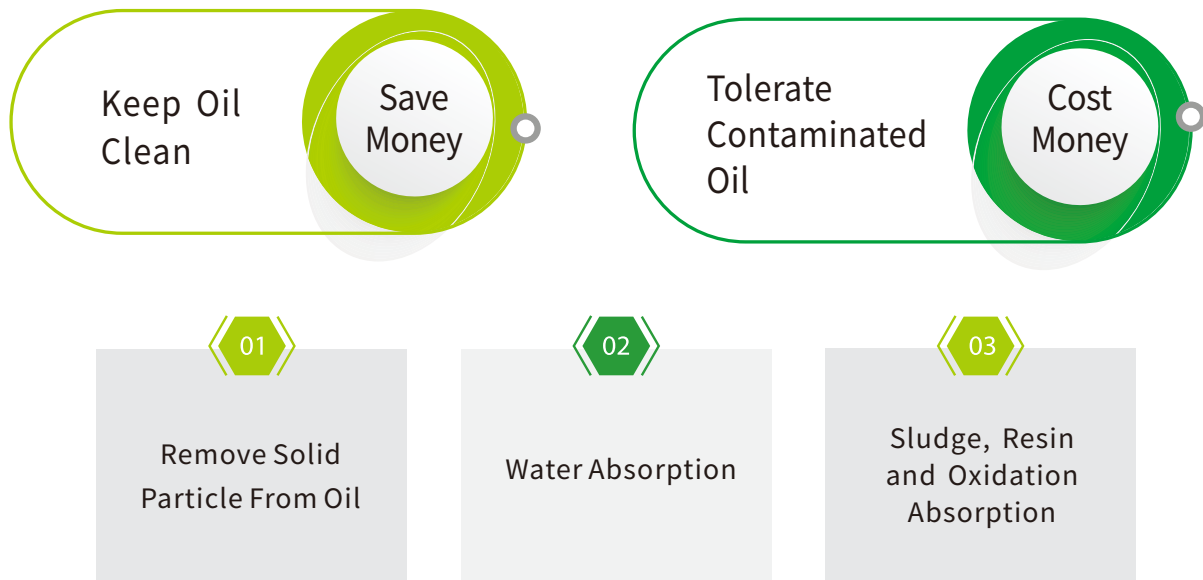 Keep Oil
Clean
Save
Money
Tolerate
Contaminated
Oil
Cost
Money
01
Remove Solid
Particle From Oil
02
Water Absorption
03
Sludge, Resin
and Oxidation
Absorption